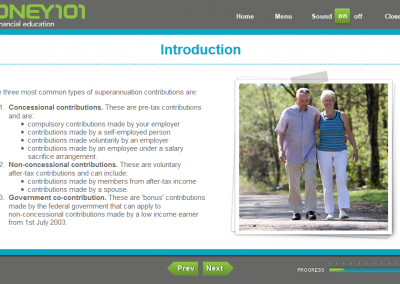 ONEY101
nancial education
Home Menu Sound on off Close
Introduction
e three most common types of superannuation contributions are:
1. Concessional contributions. These are pre-tax contributions
and are:
• compulsory contributions made by your employer
• contributions made by a self-employed person
• contributions made voluntarily by an employer
• contributions made by an employee under a salary
sacrifice arrangement.
2. Non-concessional contributions. These are voluntary
after-tax contributions and can include:
• contributions made by members from after-tax income
• contributions made by a spouse.
3. Government co-contribution. These are 'bonus' contributions
made by the federal government that can apply to
non-concessional contributions made by a low income earner
from 1st July 2003.
Prev Next
PROGRESS